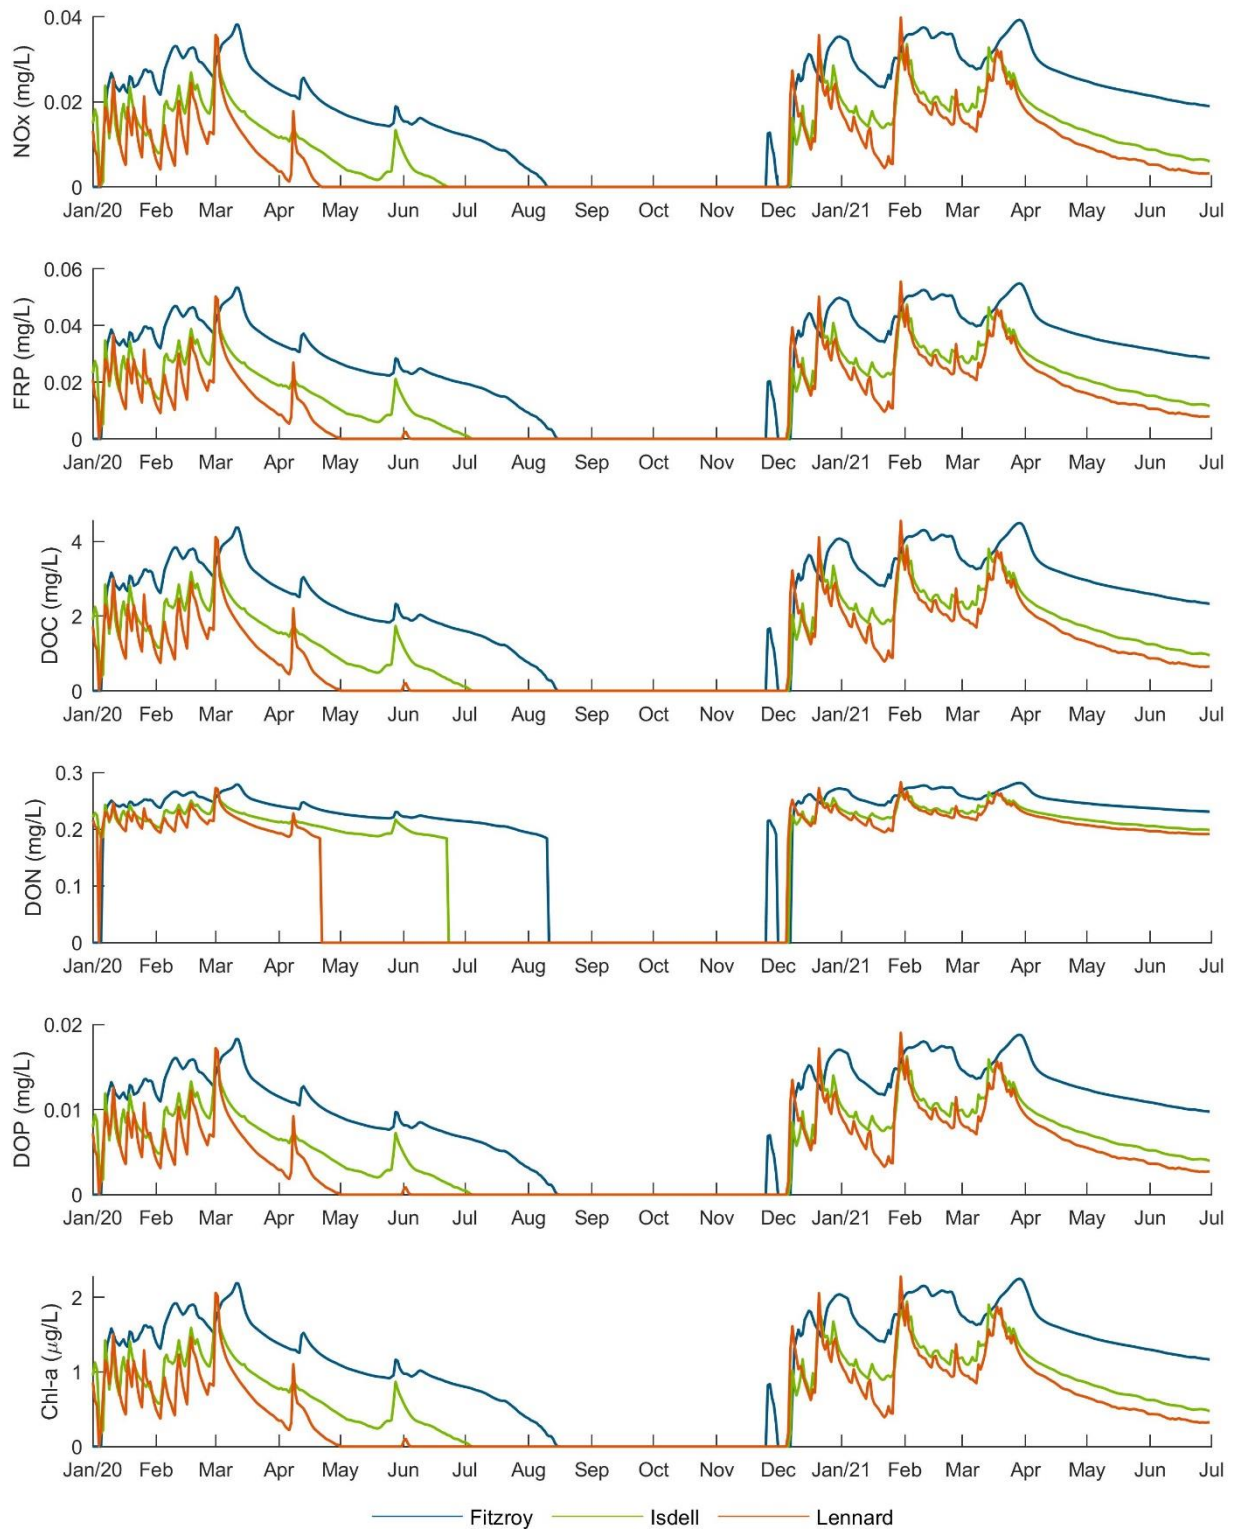 0.04
0.02
0
NOx (mg/L)
Jan/20 Feb Mar Apr May Jun Jul Aug Sep Oct Nov Dec Jan/21 Feb Mar Apr May Jun Jul
0.06
0.04
0.02
0
FRP (mg/L)
Jan/20 Feb Mar Apr May Jun Jul Aug Sep Oct Nov Dec Jan/21 Feb Mar Apr May Jun Jul
4
2
0
DOC (mg/L)
Jan/20 Feb Mar Apr May Jun Jul Aug Sep Oct Nov Dec Jan/21 Feb Mar Apr May Jun Jul
0.3
0.2
0.1
0
DON (mg/L)
Jan/20 Feb Mar Apr May Jun Jul Aug Sep Oct Nov Dec Jan/21 Feb Mar Apr May Jun Jul
0.02
0.01
0
DOP (mg/L)
Jan/20 Feb Mar Apr May Jun Jul Aug Sep Oct Nov Dec Jan/21 Feb Mar Apr May Jun Jul
2
1
0
Chl-a (μg/L)
Jan/20 Feb Mar Apr May Jun Jul Aug Sep Oct Nov Dec Jan/21 Feb Mar Apr May Jun Jul
Fitzroy Isdell Lennard